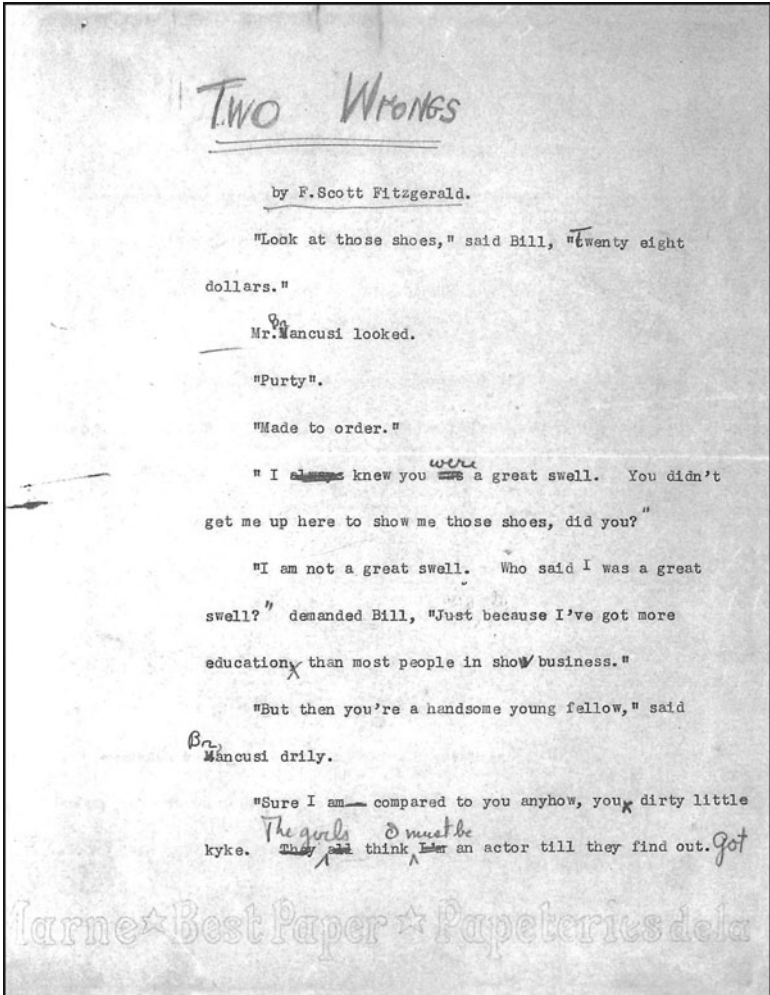 Two Wrongs
by F.Scott Fitzgerald.
"Look at those shoes," said Bill, "Twenty eight
dollars."
Br
Mr.Mancusi looked.
"Purty".
"Made to order."
were
" I always knew you was a great swell. You didn't
get me up here to show me those shoes, did you?"
"I am not a great swell. Who said I was a great
swell?" demanded Bill, "Just because I've got more
education than most people in show business."
"But then you're a handsome young fellow," said
Br
Mancusi drily.
"Sure I am— compared to you anyhow, you dirty little
The girls I must be
kyke. They all think I'm an actor till they find out. Got
Marne☆Best Paper☆Papeteries de la